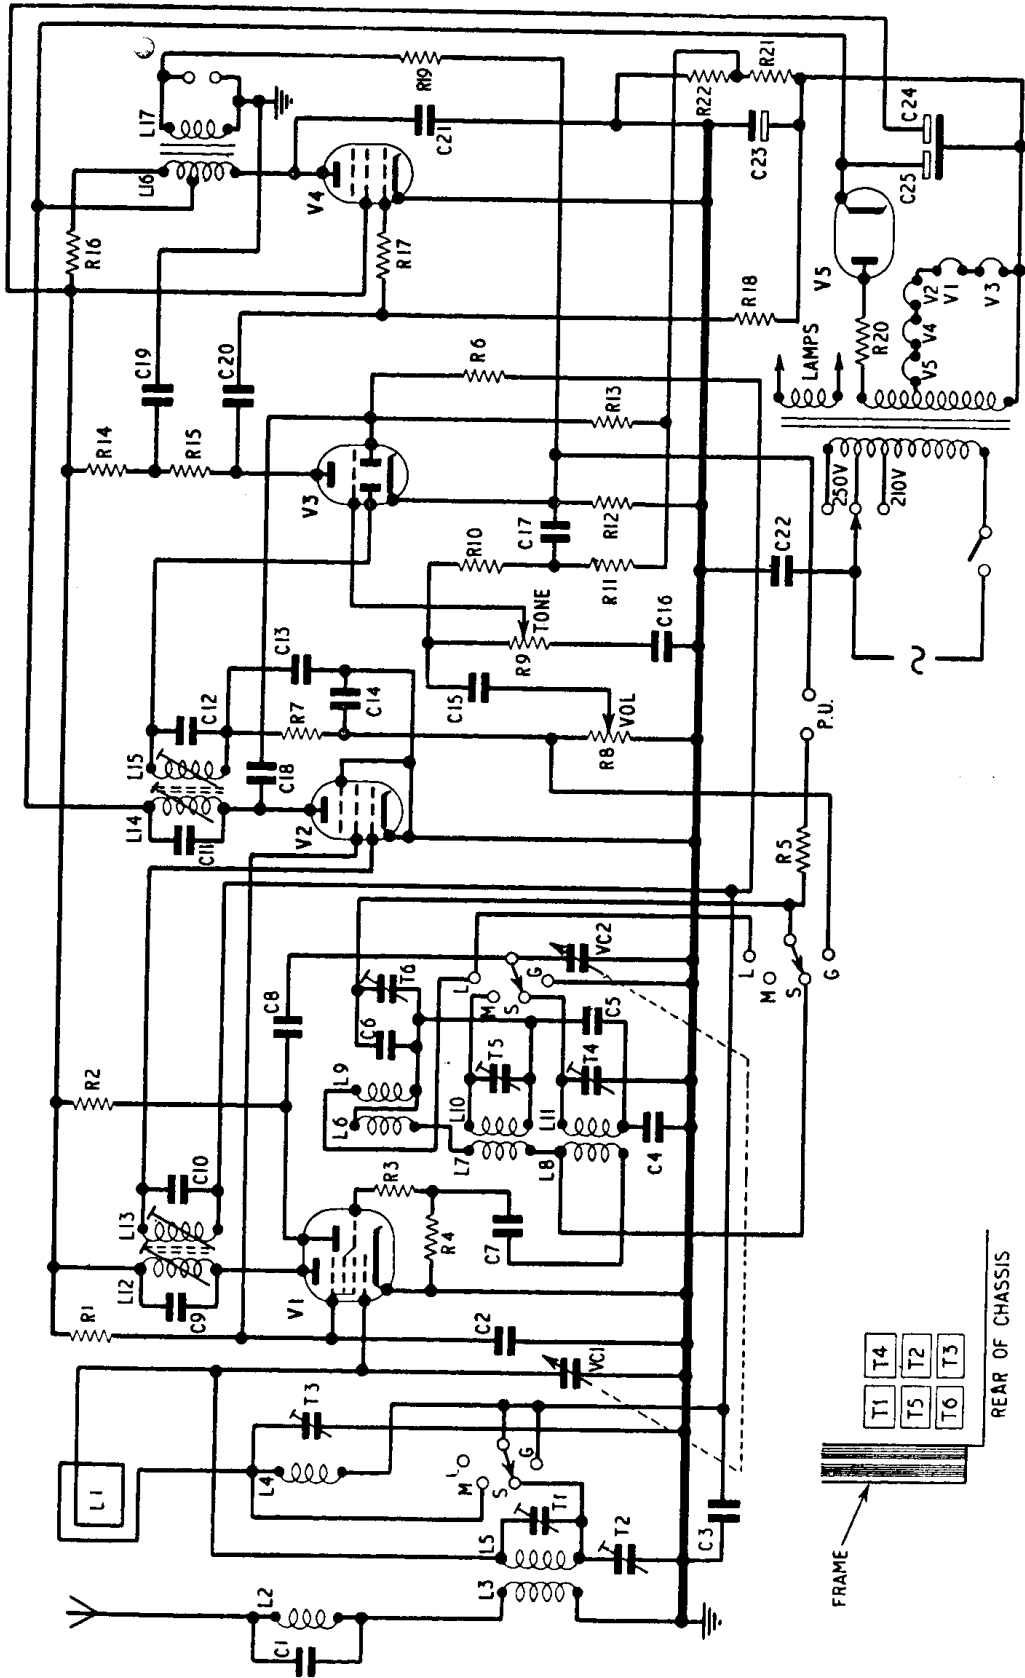 L1
L2
C1
L3
L5
T1
T2
C3
L4
T3
L
M
S
G
VC1
C2
R1
L12
L13
C9
C10
V1
R3
R4
C7
R2
C8
L6
L9
C6
T6
L7
L10
T5
L8
L11
T4
C5
C4
L
M
S
G
VC2
L
M
S
G
R5
P.U.
L14
L15
C11
C12
C18
V2
R7
C13
C14
R8
VOL
C15
R9
TONE
C16
R10
R11
C17
R12
R13
R6
V3
R14
R15
C19
C20
R16
L16
L17
V4
R17
R18
C21
R19
R22
R21
C23
C24
C25
V5
R20
LAMPS
V5
V4
V2
V1
V3
250V
210V
C22
FRAME
T1 T4
T5 T2
T6 T3
REAR OF CHASSIS